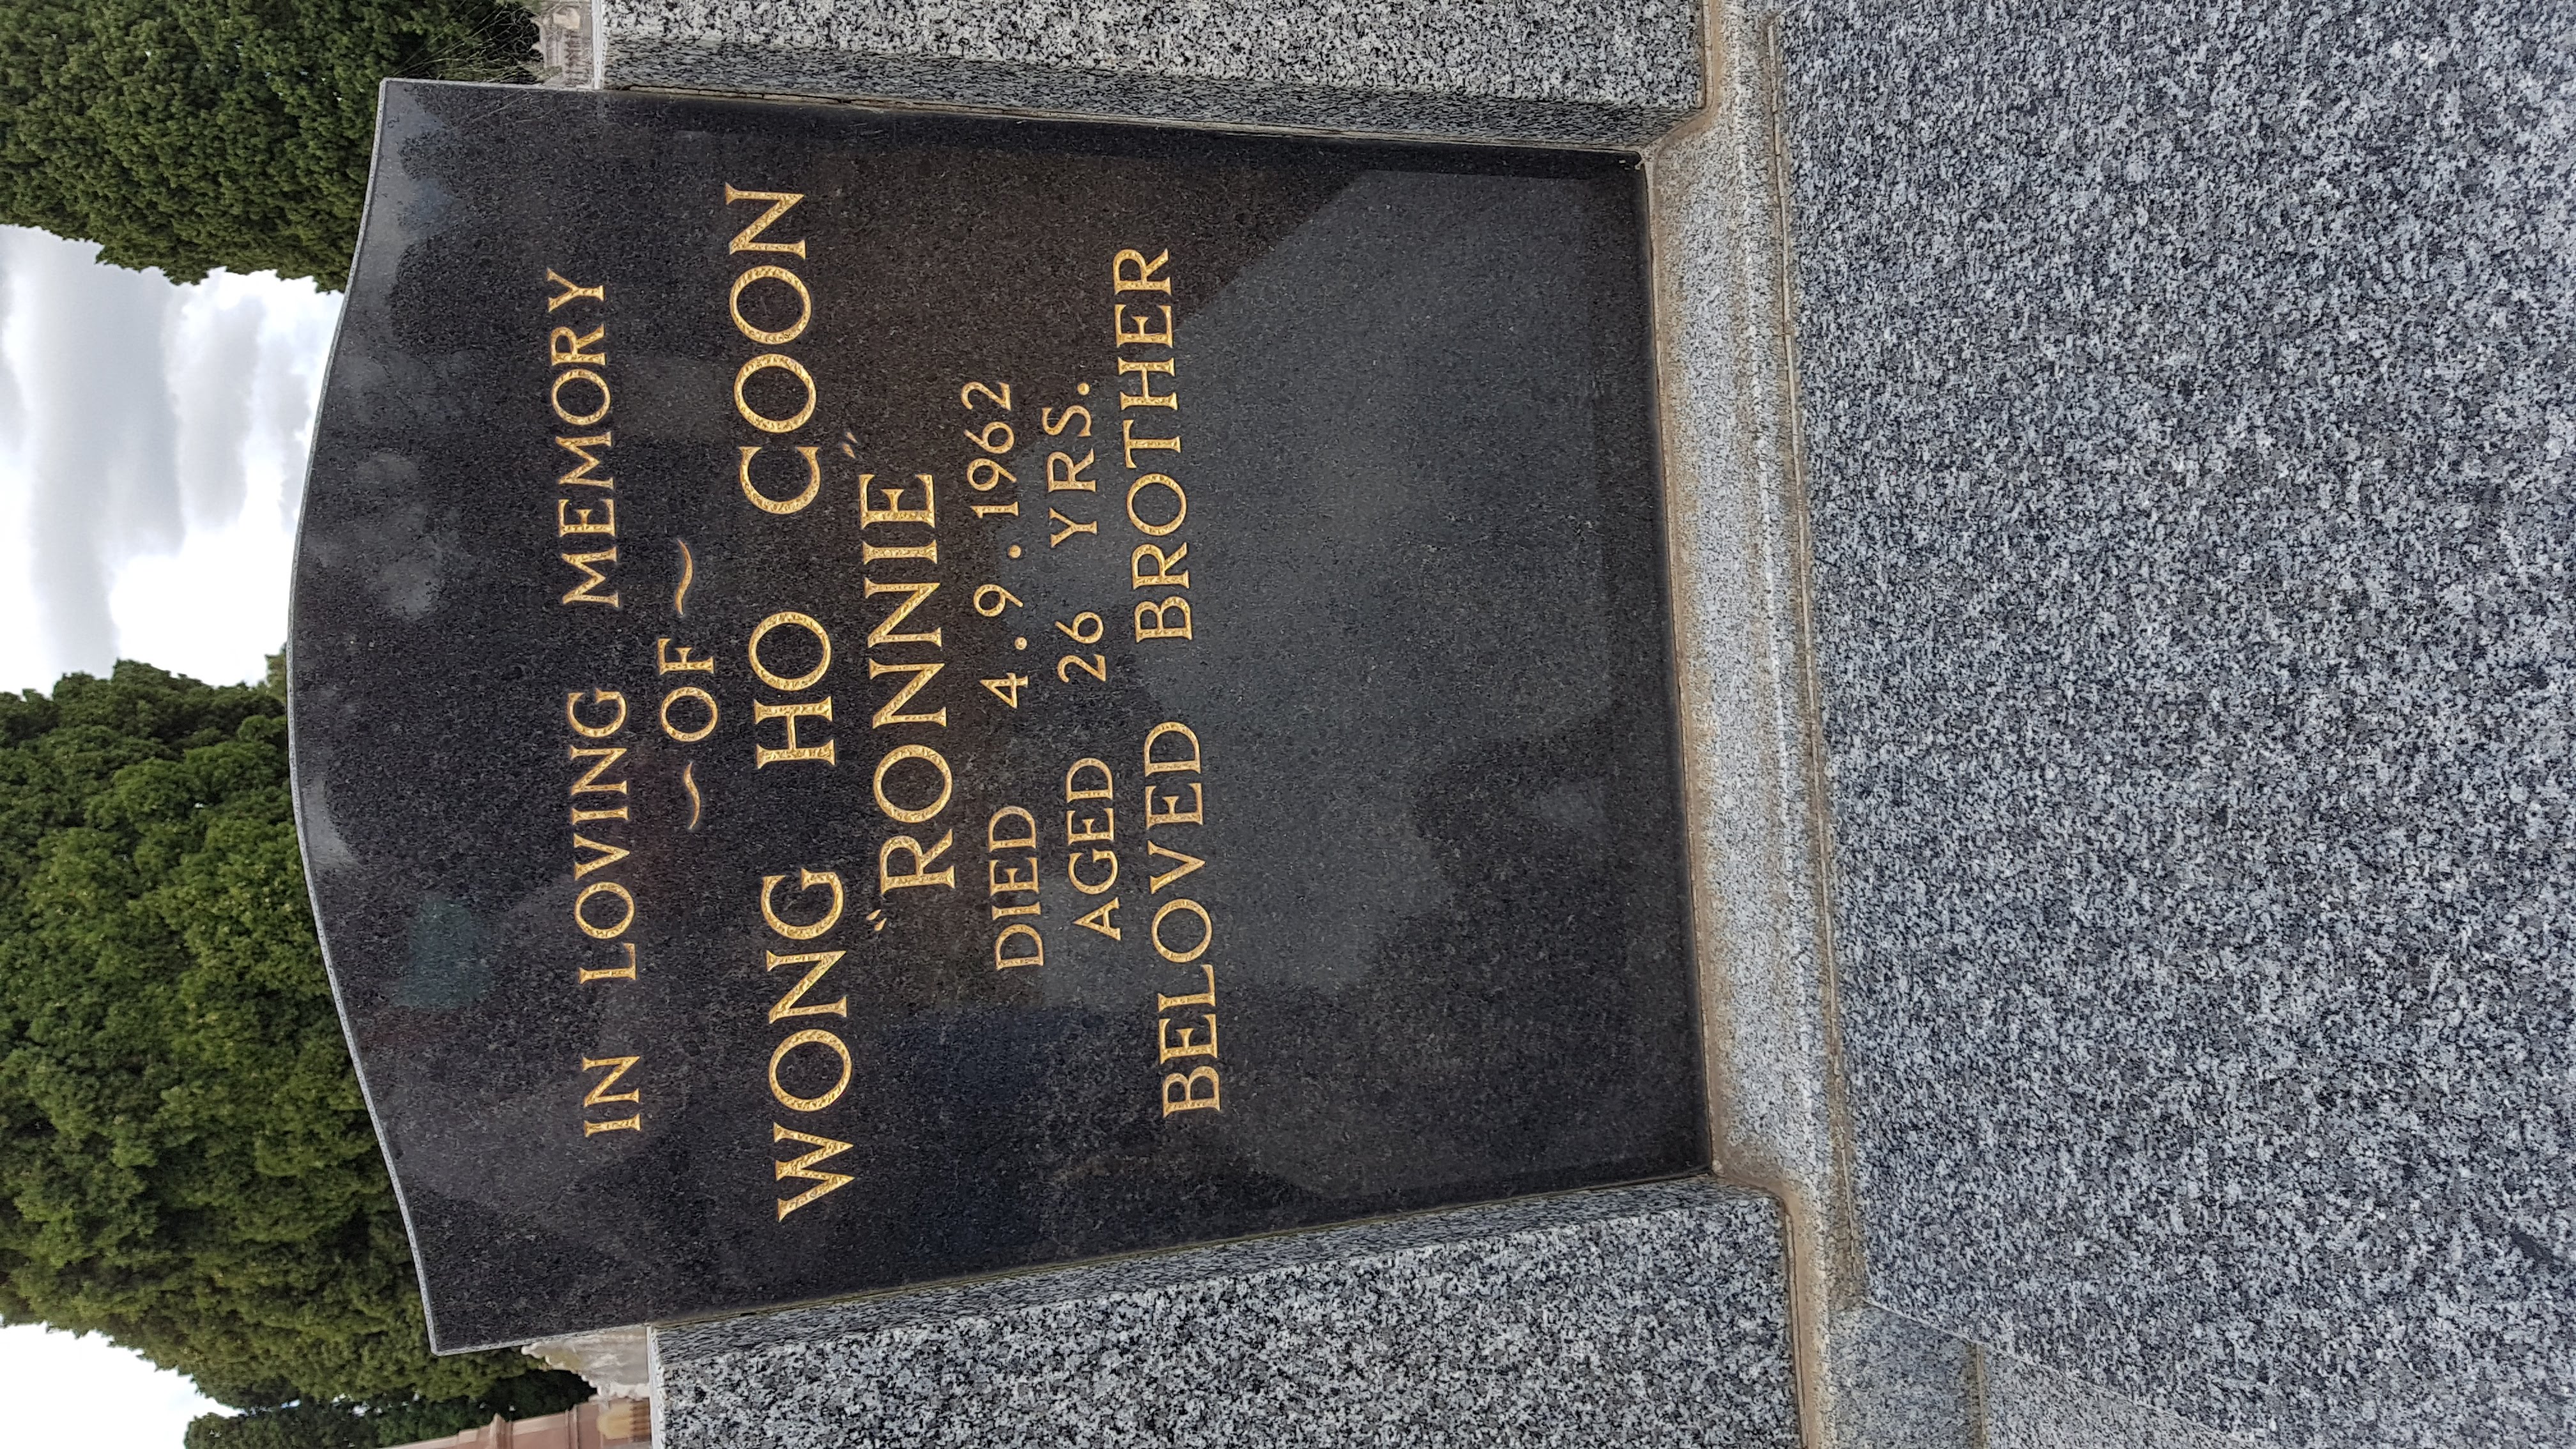 IN LOVING MEMORY
~OF~
WONG HO COON
"RONNIE"
DIED 4.9.1962
AGED 26 YRS.
BELOVED BROTHER